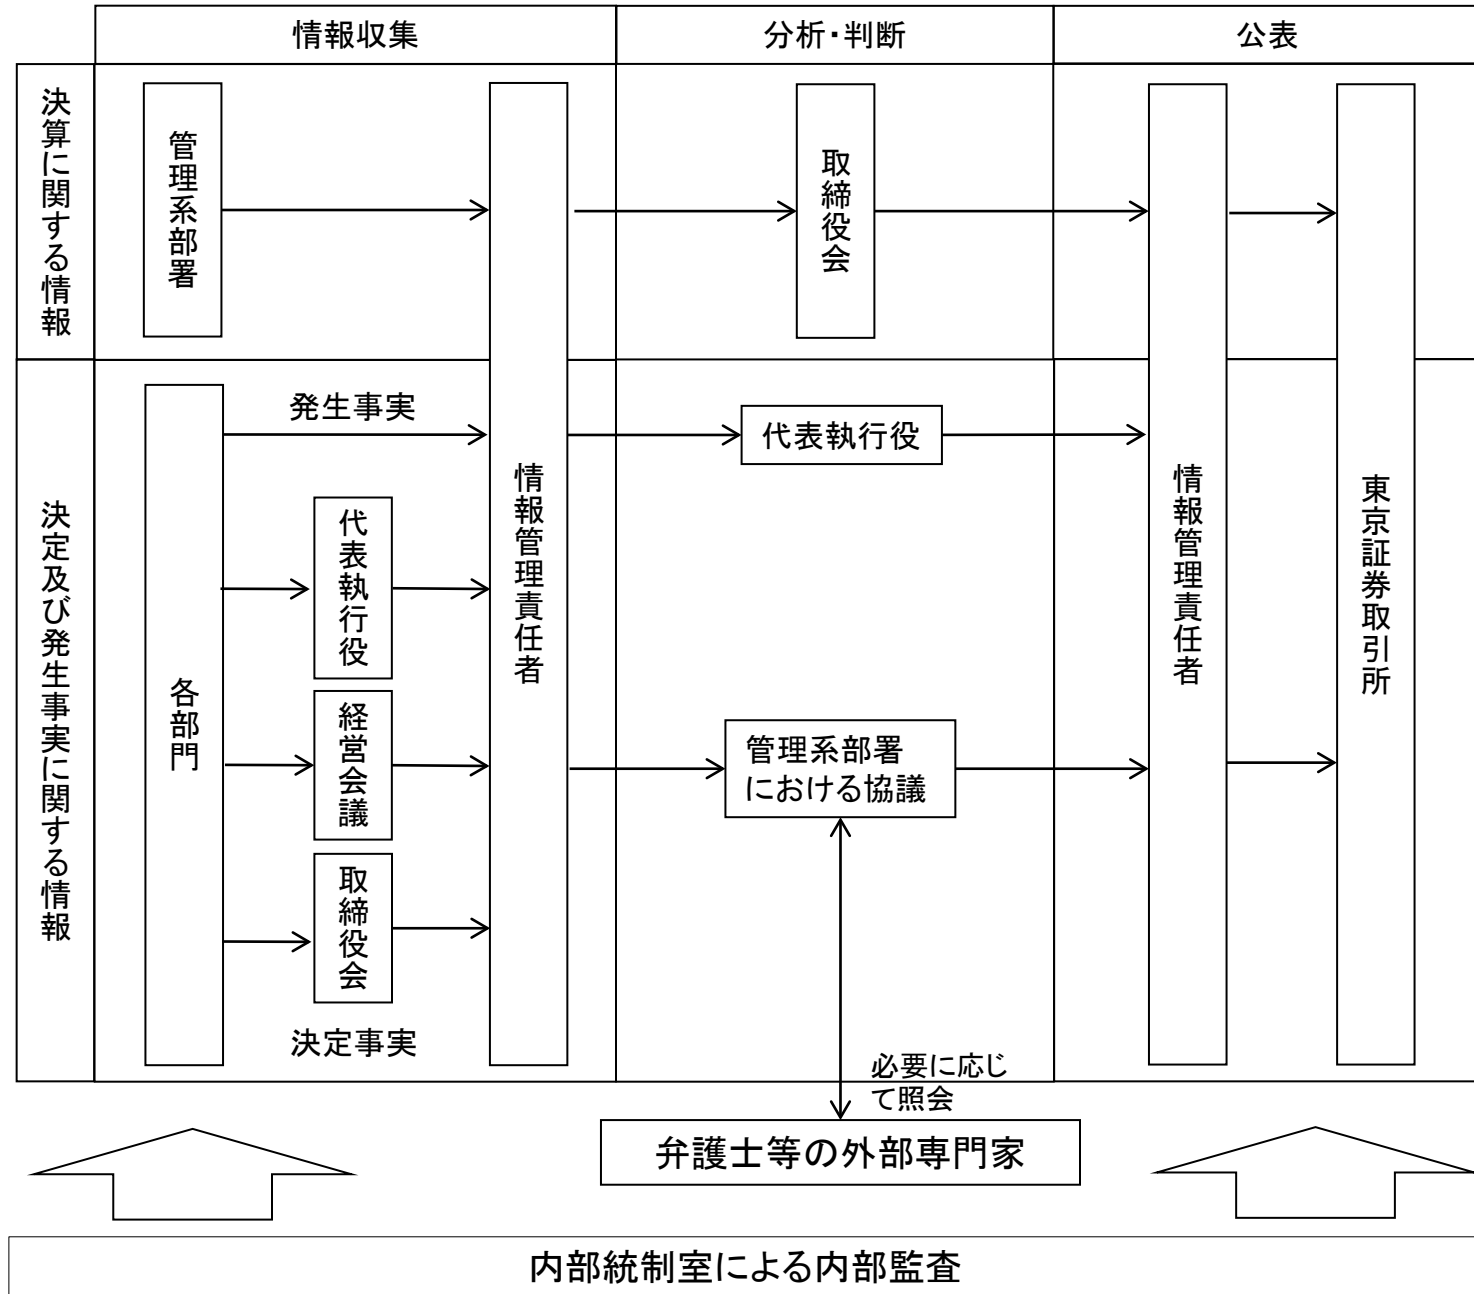 情報収集
分析・判断
公表
決算に関する情報
管理系部署
取締役会
決定及び発生事実に関する情報
各部門
発生事実
代表執行役
経営会議
取締役会
決定事実
情報管理責任者
代表執行役
管理系部署
における協議
必要に応じ
て照会
情報管理責任者
東京証券取引所
弁護士等の外部専門家
内部統制室による内部監査